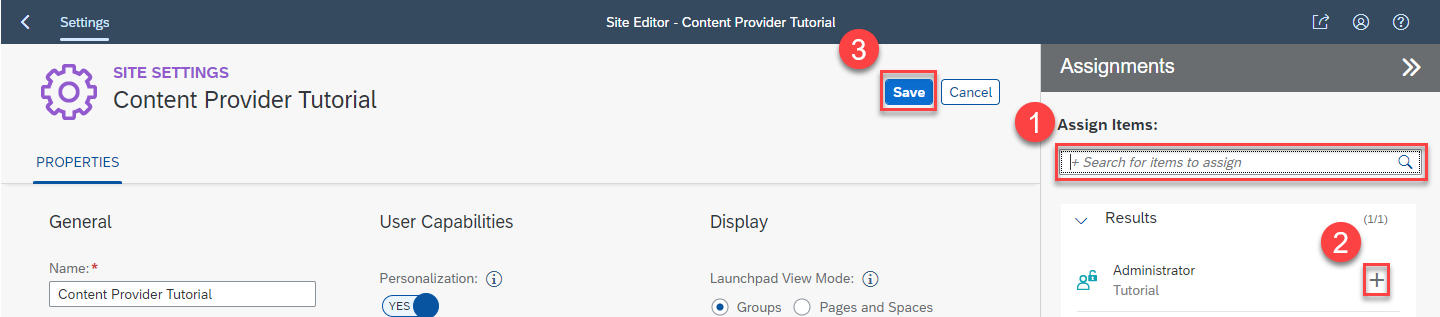 Settings
Site Editor - Content Provider Tutorial
SITE SETTINGS
Content Provider Tutorial
3
Save
Cancel
PROPERTIES
General
Name:*
Content Provider Tutorial
User Capabilities
Personalization:
YES
Display
Launchpad View Mode:
Groups
Pages and Spaces
Assignments
1
Assign Items:
+ Search for items to assign
Results
(1/1)
2
Administrator
Tutorial
+